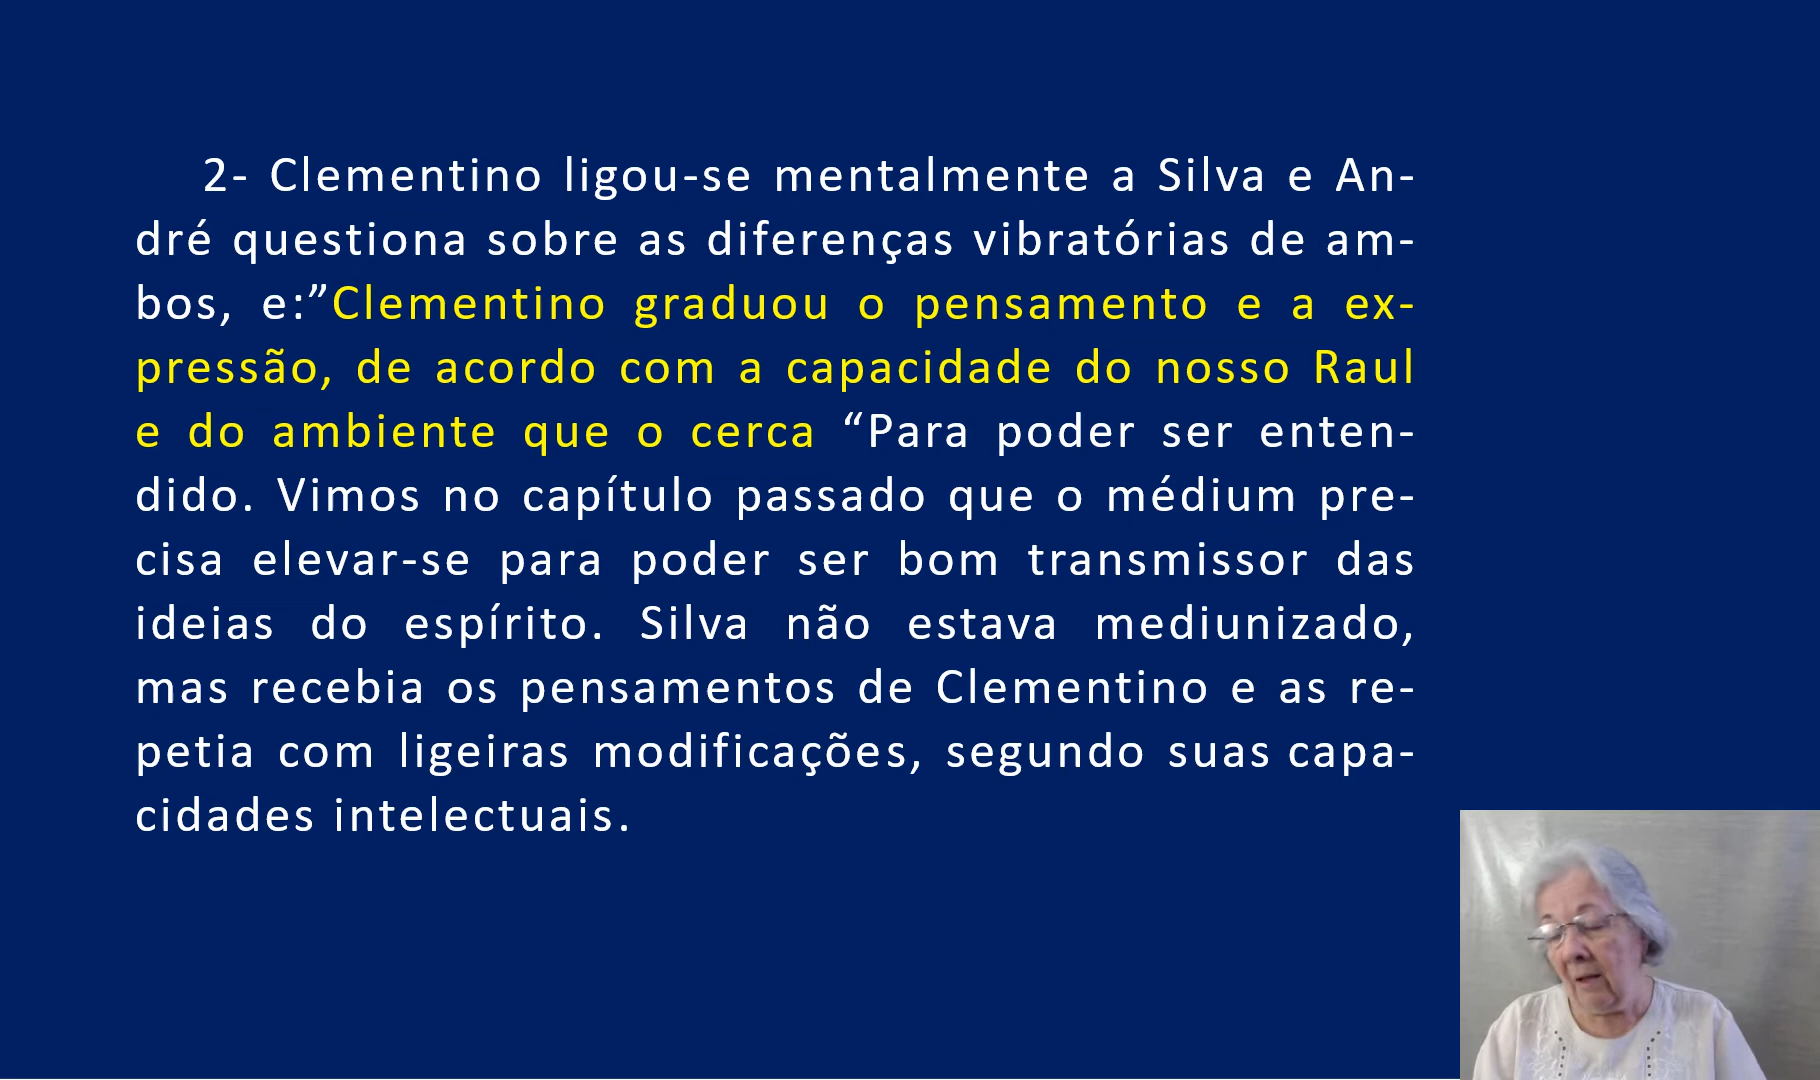 2- Clementino ligou-se mentalmente a Silva e An-
dré questiona sobre as diferenças vibratórias de am-
bos, e:”Clementino graduou o pensamento e a ex-
pressão, de acordo com a capacidade do nosso Raul
e do ambiente que o cerca “Para poder ser enten-
dido. Vimos no capítulo passado que o médium pre-
cisa elevar-se para poder ser bom transmissor das
ideias do espírito. Silva não estava mediunizado,
mas recebia os pensamentos de Clementino e as re-
petia com ligeiras modificações, segundo suas capa-
cidades intelectuais.